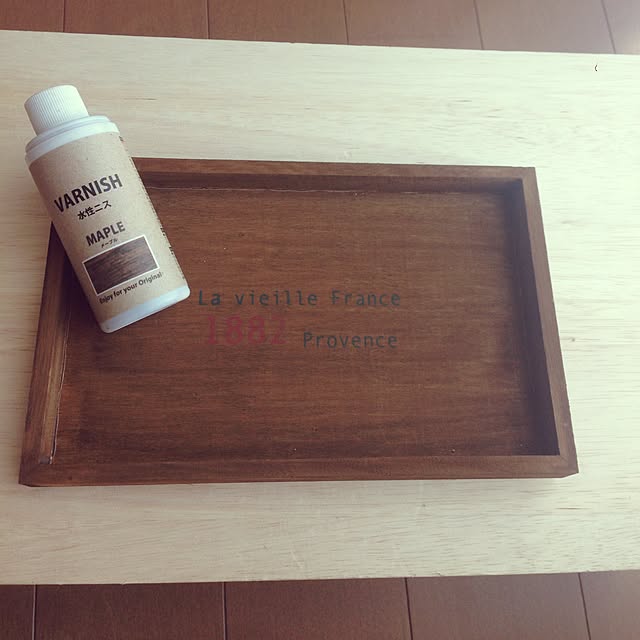 VARNISH
水性ニス
MAPLE
メープル
Enjoy for your Original
La vieille France
1882 Provence